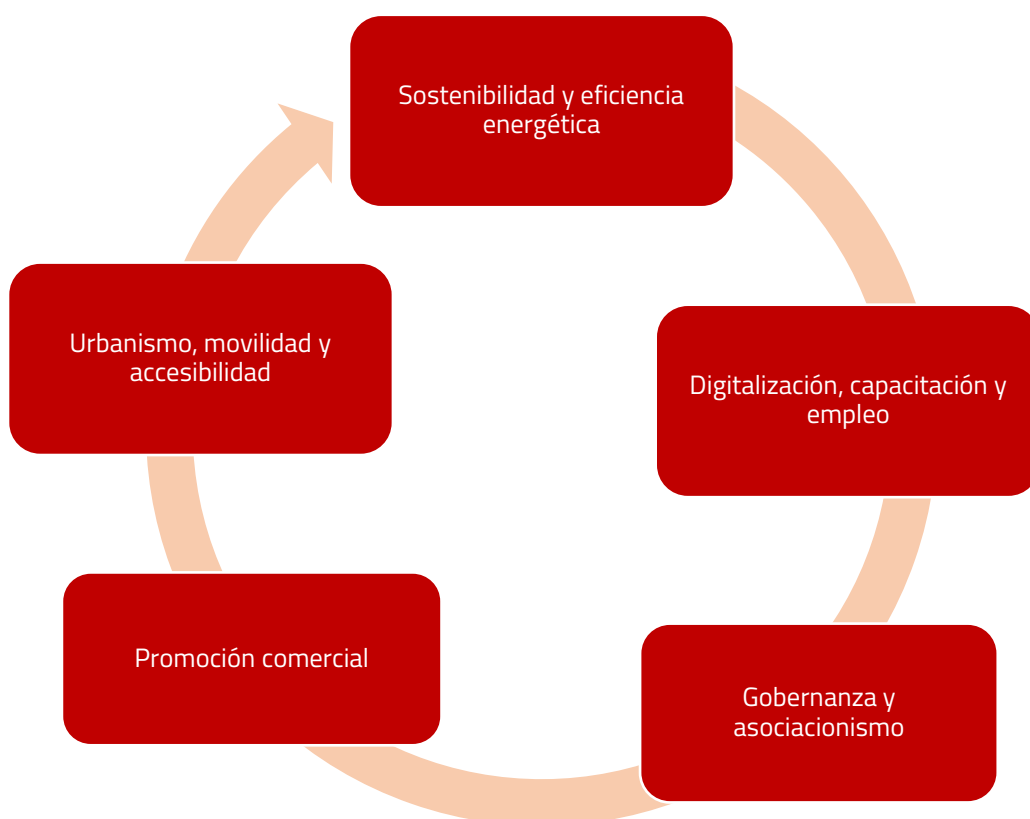 Sostenibilidad y eficiencia
energética
Digitalización, capacitación y
empleo
Gobernanza y
asociacionismo
Promoción comercial
Urbanismo, movilidad y
accesibilidad